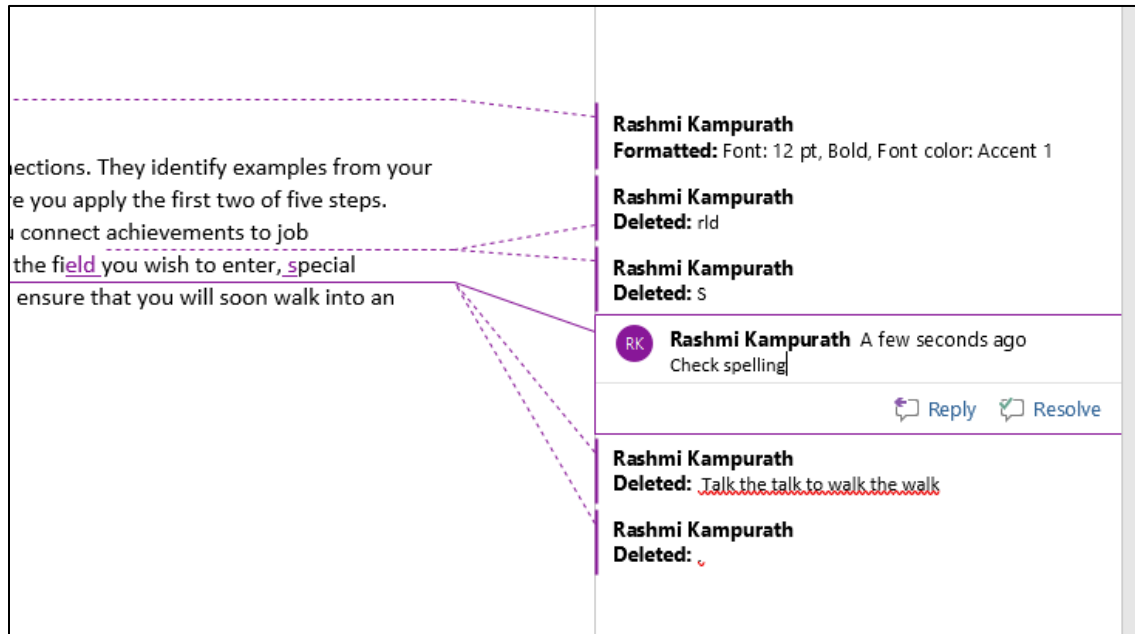 nections. They identify examples from your
re you apply the first two of five steps.
u connect achievements to job
the field you wish to enter, special
ensure that you will soon walk into an
Rashmi Kampurath
Formatted: Font: 12 pt, Bold, Font color: Accent 1
Rashmi Kampurath
Deleted: rld
Rashmi Kampurath
Deleted: S
RK
Rashmi Kampurath A few seconds ago
Check spelling
Reply Resolve
Rashmi Kampurath
Deleted: Talk the talk to walk the walk
Rashmi Kampurath
Deleted: .